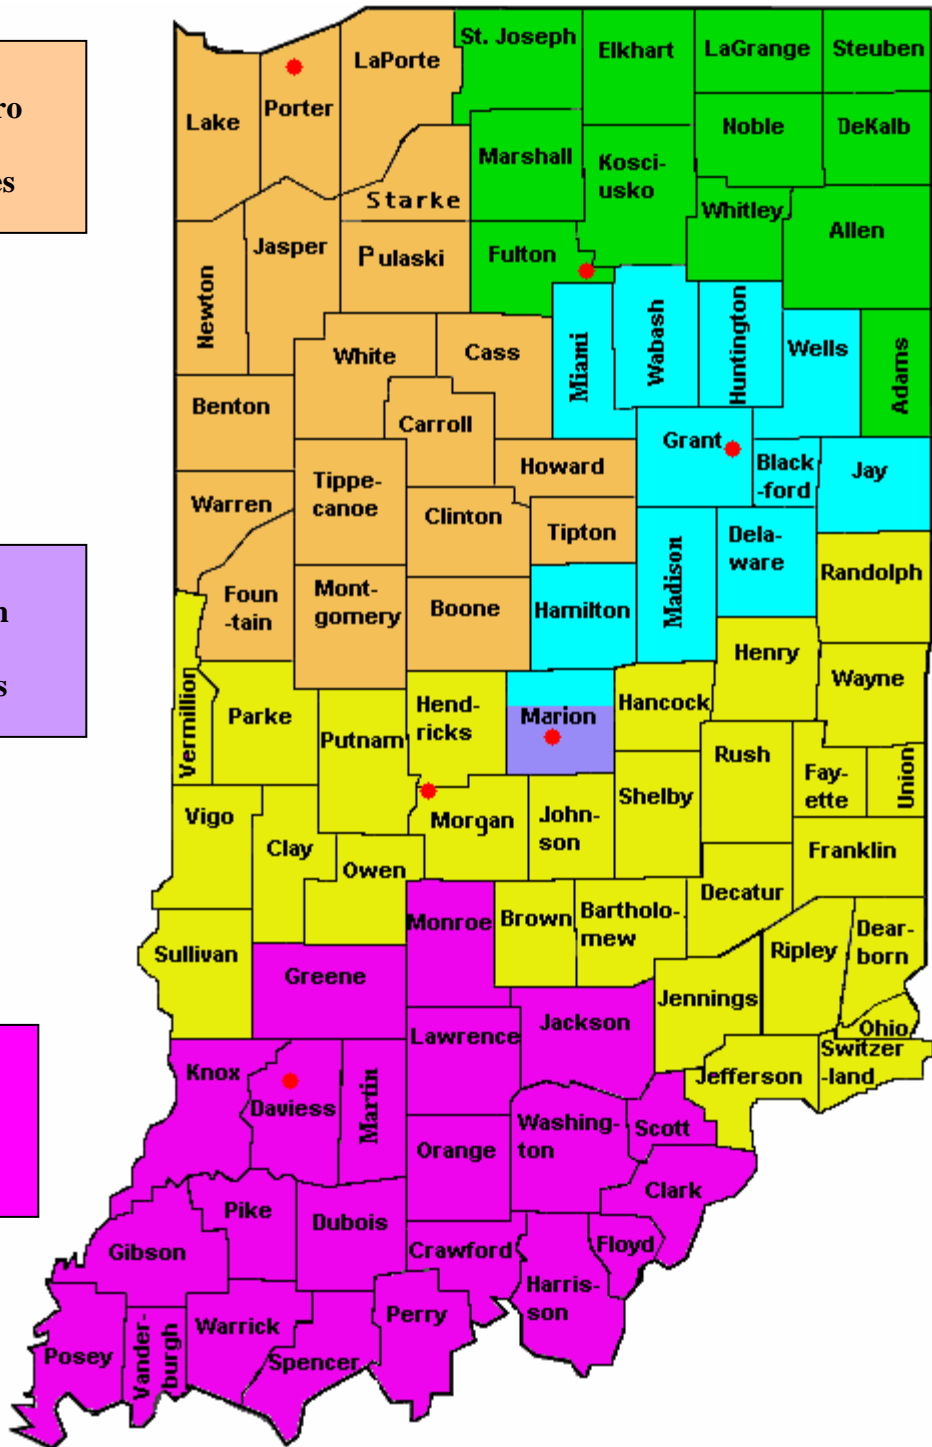 ro
es
n
s
St. Joseph
Elkhart
LaGrange
Steuben
LaPorte
Porter
Lake
Noble
DeKalb
Marshall
Kosci-
usko
Starke
Whitley
Allen
Jasper
Pulaski
Fulton
Newton
White
Cass
Miami
Wabash
Huntington
Wells
Adams
Benton
Carroll
Grant
Howard
Black
-ford
Jay
Warren
Tippe-
canoe
Clinton
Tipton
Madison
Dela-
ware
Randolph
Foun
-tain
Mont-
gomery
Boone
Hamilton
Henry
Wayne
Vermillion
Parke
Putnam
Hend-
ricks
Marion
Hancock
Rush
Fay-
ette
Union
Vigo
Clay
Morgan
John-
son
Shelby
Franklin
Owen
Decatur
Monroe
Brown
Bartholo-
mew
Ripley
Dear-
born
Sullivan
Greene
Jennings
Ohio
Lawrence
Jackson
Switzer
-land
Jefferson
Knox
Daviess
Martin
Orange
Washing-
ton
Scott
Clark
Pike
Dubois
Gibson
Crawford
Floyd
Harris-
son
Perry
Warrick
Posey
Vander-
burgh
Spencer